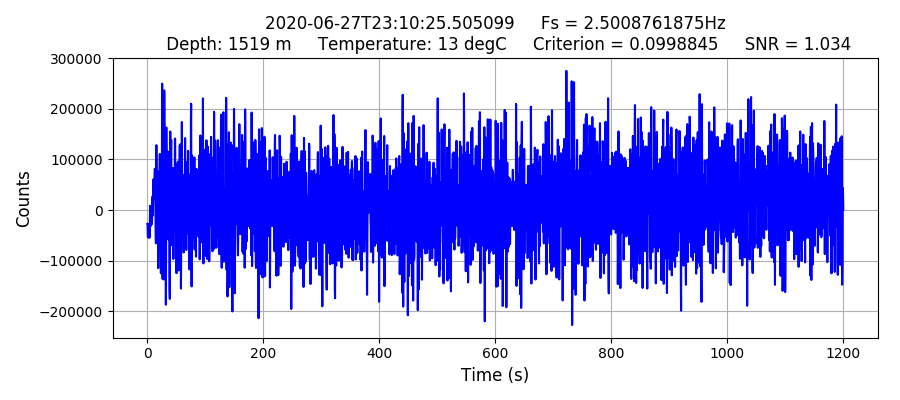 2020-06-27T23:10:25.505099 Fs = 2.5008761875Hz
Depth: 1519 m Temperature: 13 degC Criterion = 0.0998845 SNR = 1.034
300000
200000
100000
0
−100000
−200000
Counts
0 200 400 600 800 1000 1200
Time (s)